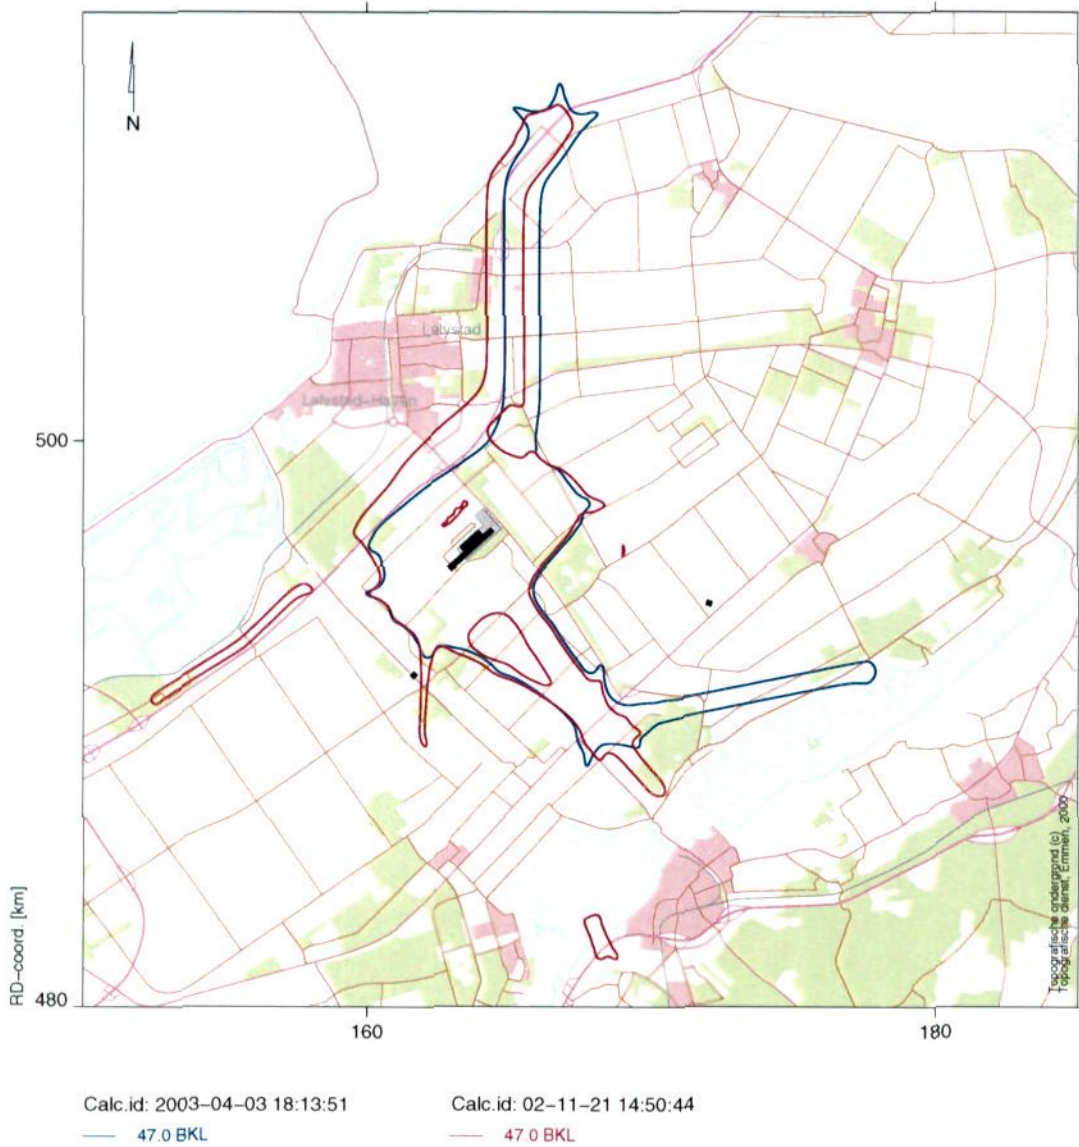 N
Lelystad
Lelystad-Haven
500
480
RD-coord. [km]
160
180
Topografische ondergrond (c)
Topografische dienst, Emmen, 2000
Calc.id: 2003-04-03 18:13:51
47.0 BKL
Calc.id: 02-11-21 14:50:44
47.0 BKL